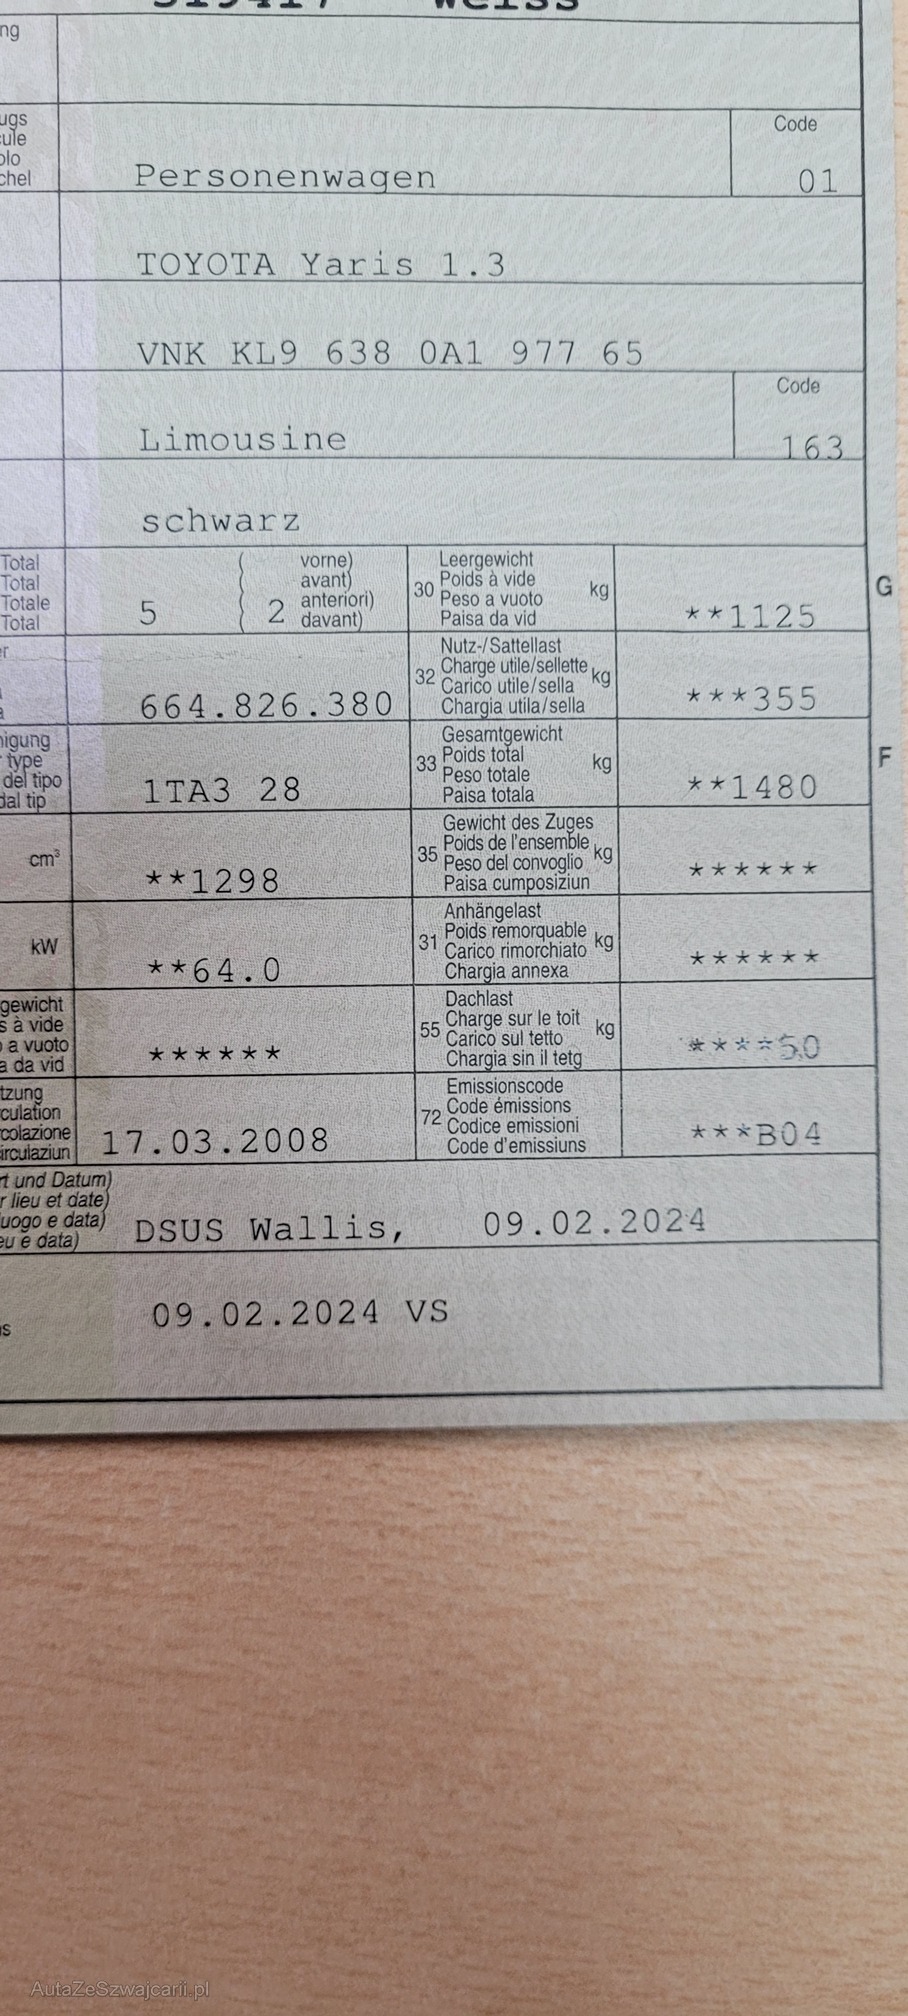 Weiss
ng
ugs
cule
olo
chel
Personenwagen
Code
01
TOYOTA Yaris 1.3
VNK KL9 638 0A1 977 65
Limousine
Code
163
schwarz
Total
Total
Totale
Total
5
2
vorne)
avant)
anteriori)
davant)
30
Leergewicht
Poids à vide
Peso a vuoto
Paisa da vid
kg
**1125
G
r
a
664.826.380
32
Nutz-/Sattellast
Charge utile/sellette
Carico utile/sella
Chargia utila/sella
kg
***355
nigung
r type
del tipo
dal tip
1TA3 28
33
Gesamtgewicht
Poids total
Peso totale
Paisa totala
kg
**1480
F
cm³
**1298
35
Gewicht des Zuges
Poids de l'ensemble
Peso del convoglio
Paisa cumposiziun
kg
******
kW
**64.0
31
Anhängelast
Poids remorquable
Carico rimorchiato
Chargia annexa
kg
******
gewicht
s à vide
o a vuoto
a da vid
******
55
Dachlast
Charge sur le toit
Carico sul tetto
Chargia sin il tetg
kg
****50
tzung
culation
colazione
irculaziun
17.03.2008
72
Emissionscode
Code émissions
Codice emissioni
Code d'emissiuns
***B04
rt und Datum)
r lieu et date)
luogo e data)
eu e data)
DSUS Wallis, 09.02.2024
s
09.02.2024 VS
AutaZeSzwajcarii.pl